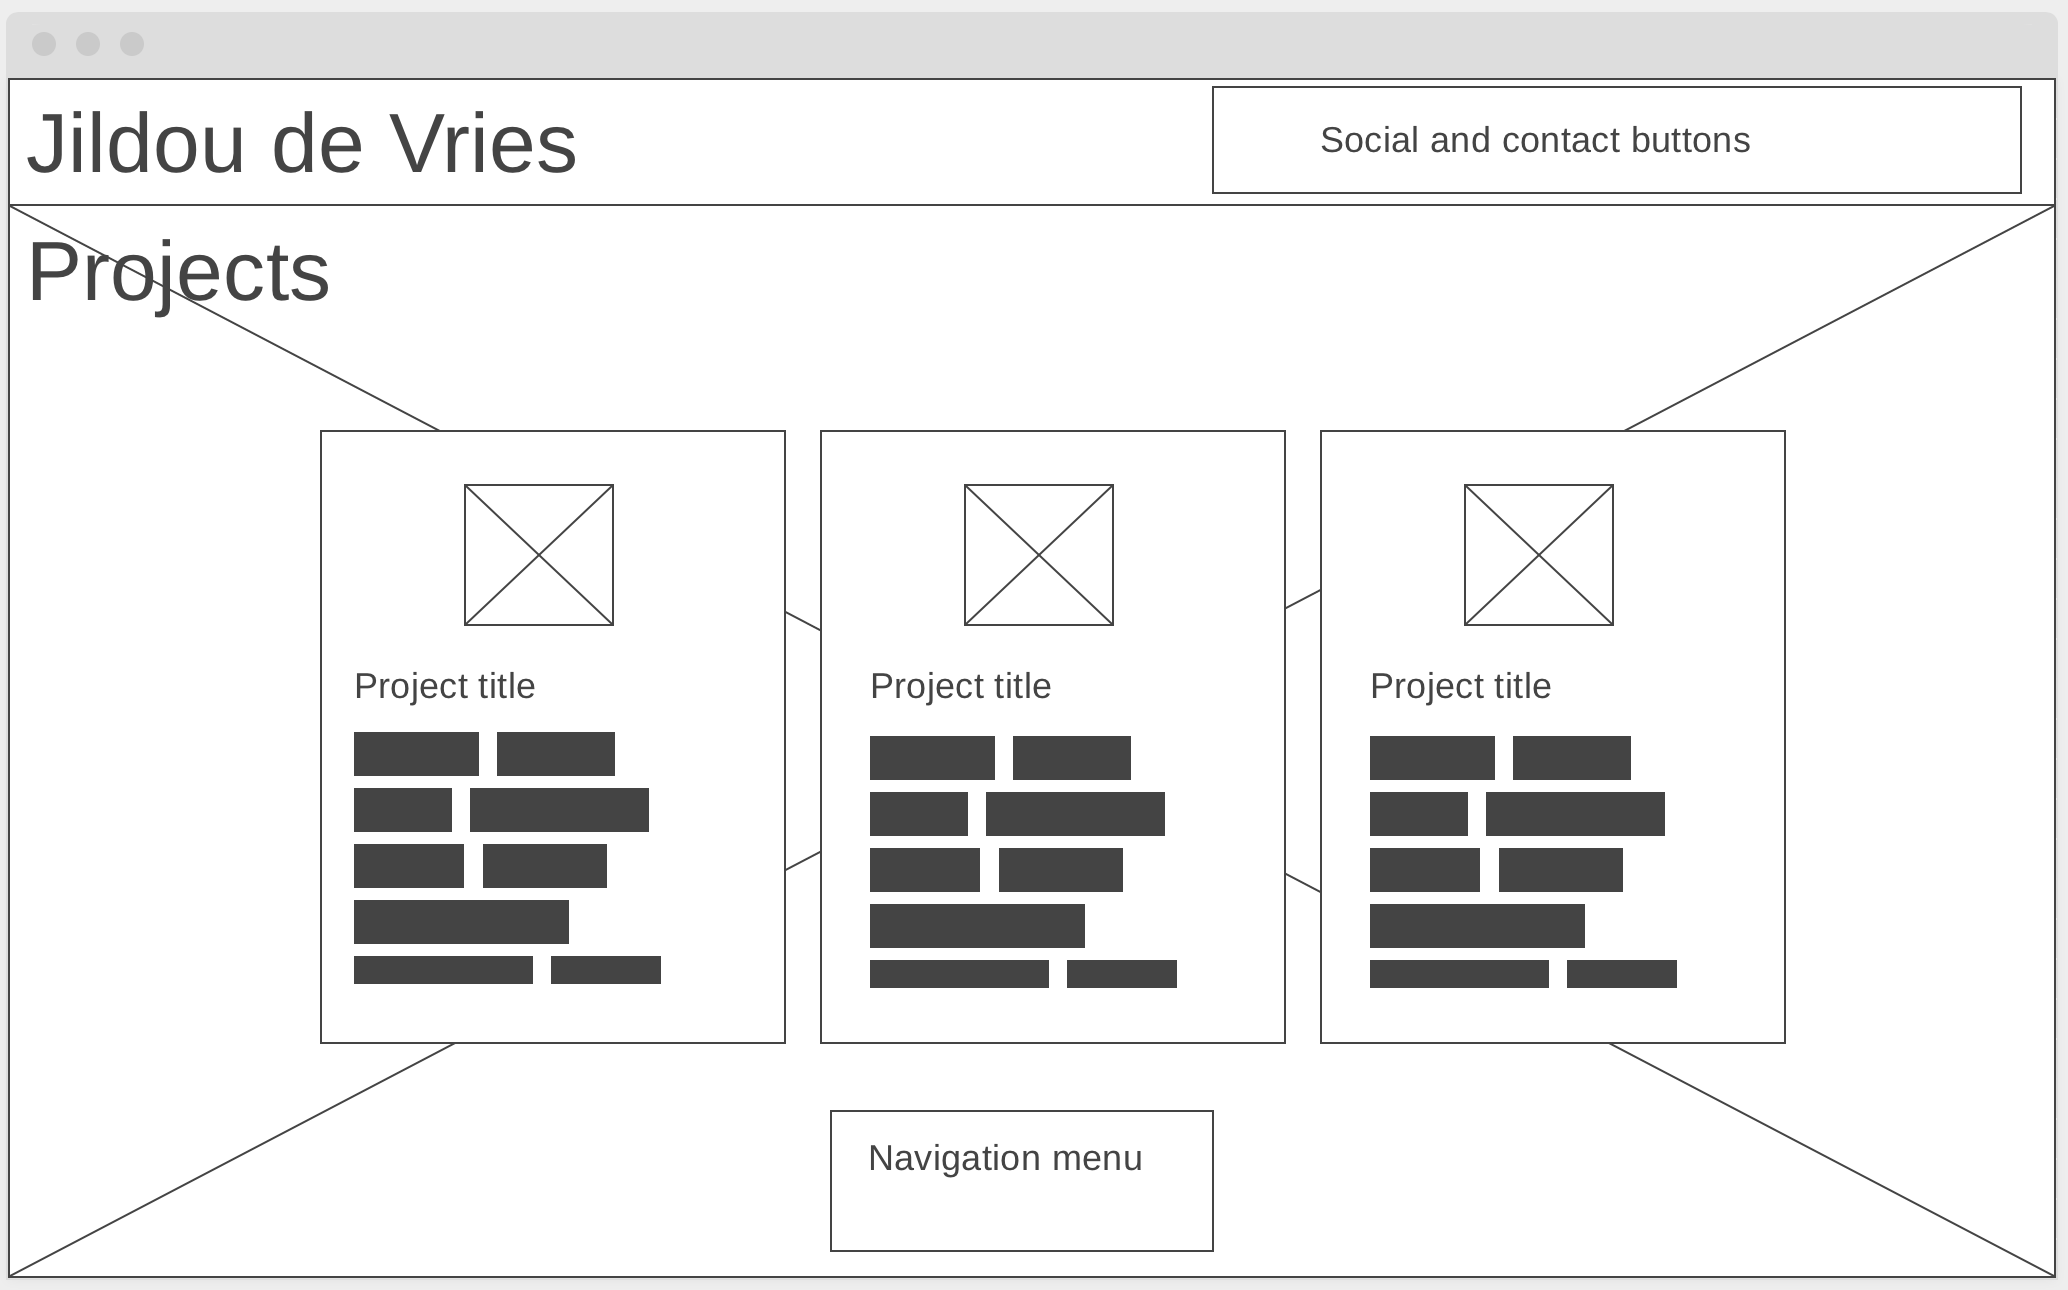 Jildou de Vries
Social and contact buttons
Projects
Project title
Project title
Project title
Navigation menu